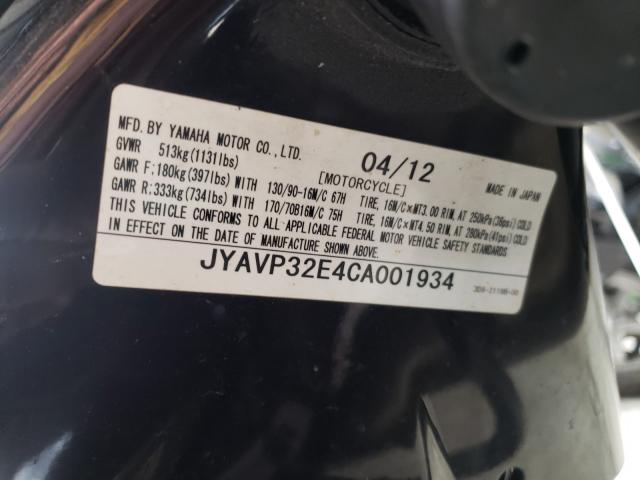 MFD. BY YAMAHA MOTOR CO., LTD. 04/12
GVWR 513kg(1131lbs) [MOTORCYCLE] MADE IN JAPAN
GAWR F:180kg(397lbs) WITH 130/90-16M/C 67H TIRE, 16M/C×MT3.00 RIM, AT 250kPa(36psi) COLD
GAWR R:333kg(734lbs) WITH 170/70B16M/C 75H TIRE, 16M/C×MT4.50 RIM, AT 280kPa(41psi) COLD
THIS VEHICLE CONFORMS TO ALL APPLICABLE FEDERAL MOTOR VEHICLE SAFETY STANDARDS
IN EFFECT ON THE DATE OF MANUFACTURE SHOWN ABOVE.
JYAVP32E4CA001934